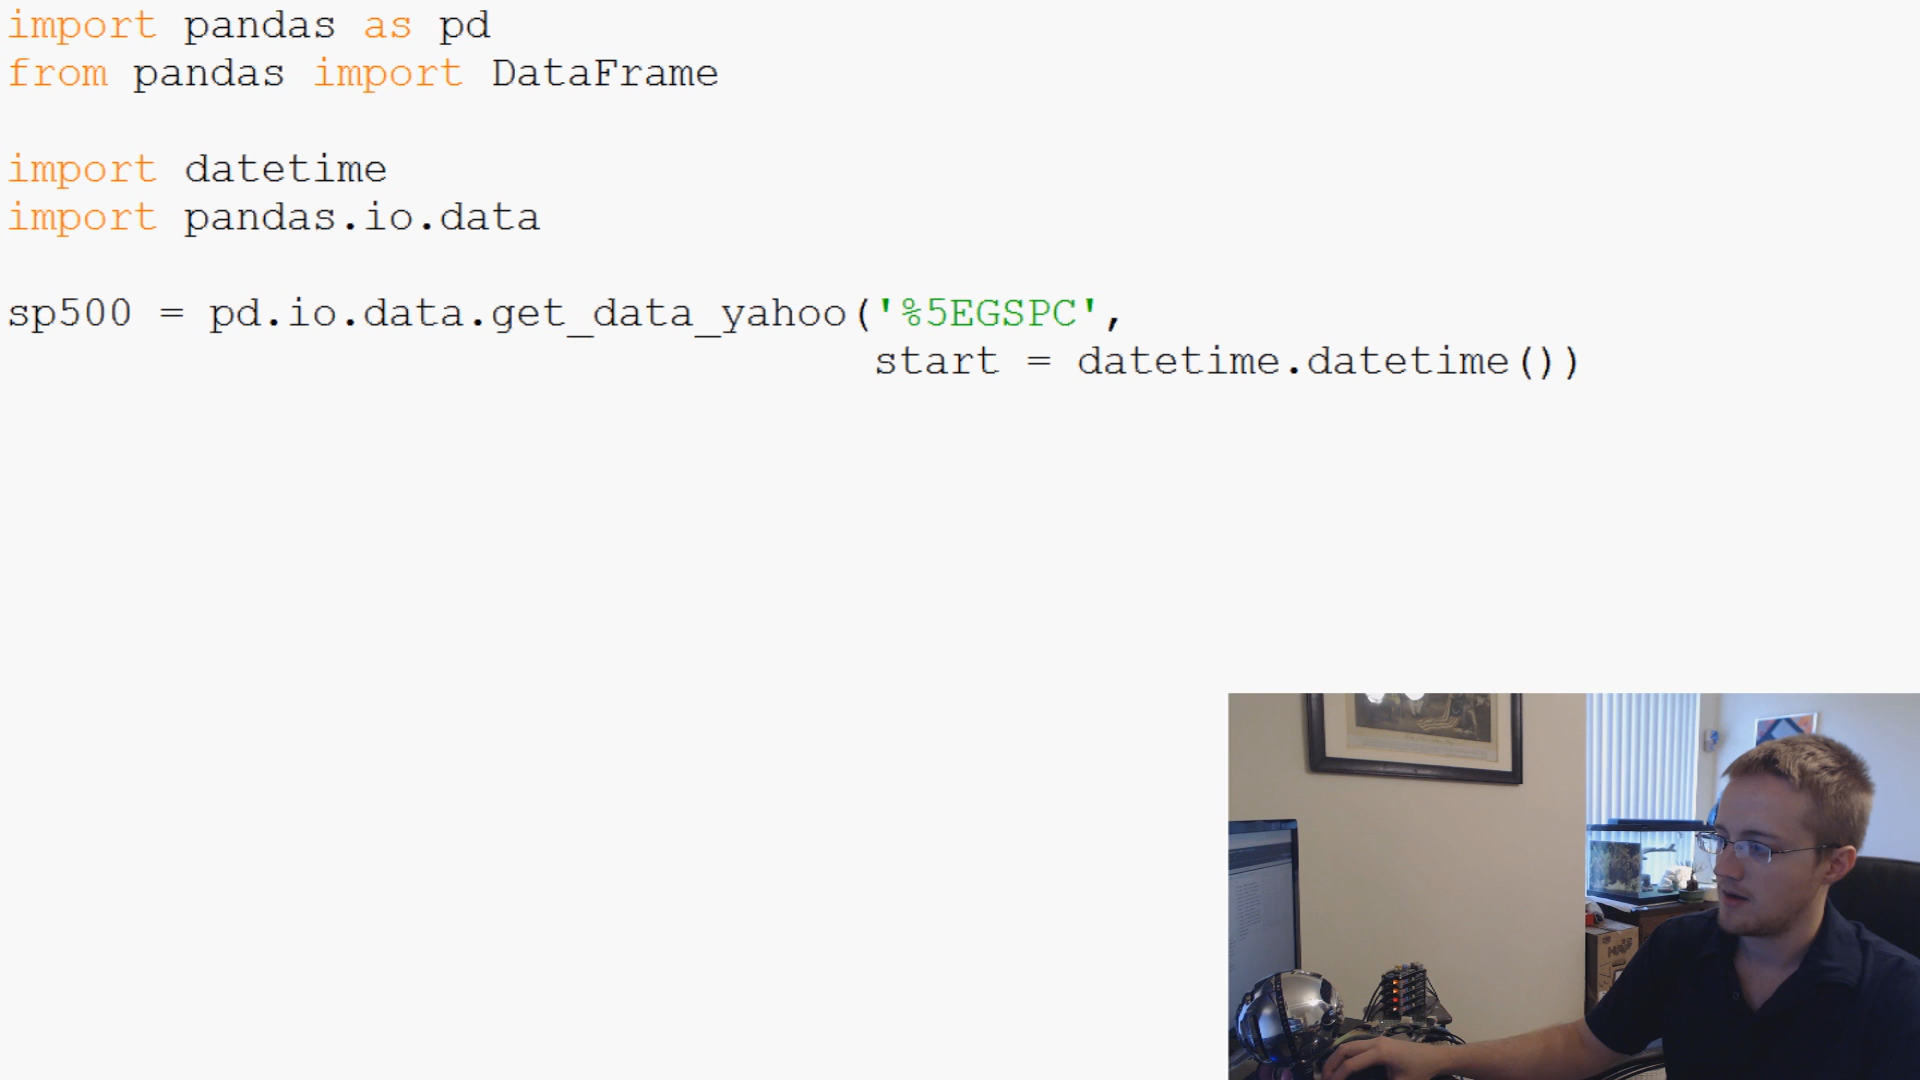 import pandas as pd
from pandas import DataFrame
import datetime
import pandas.io.data
sp500 = pd.io.data.get_data_yahoo('%5EGSPC',
start = datetime.datetime())